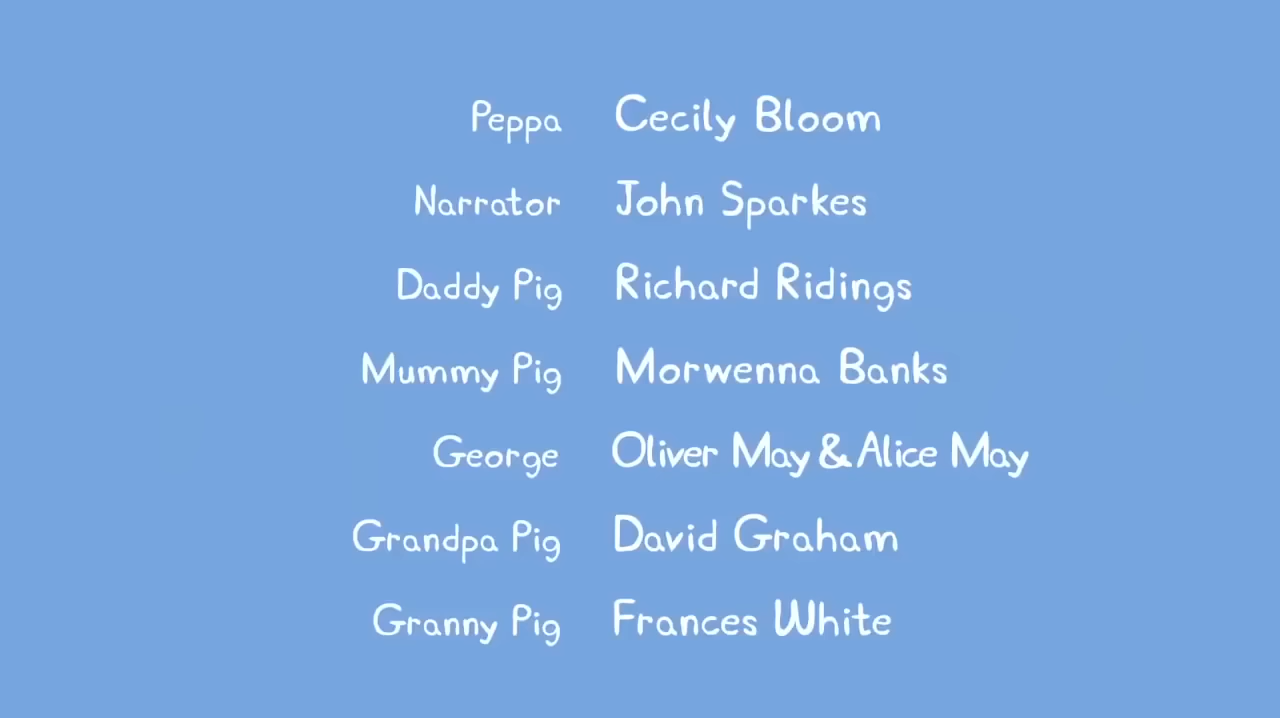 Peppa Cecily Bloom
Narrator John Sparkes
Daddy Pig Richard Ridings
Mummy Pig Morwenna Banks
George Oliver May & Alice May
Grandpa Pig David Graham
Granny Pig Frances White